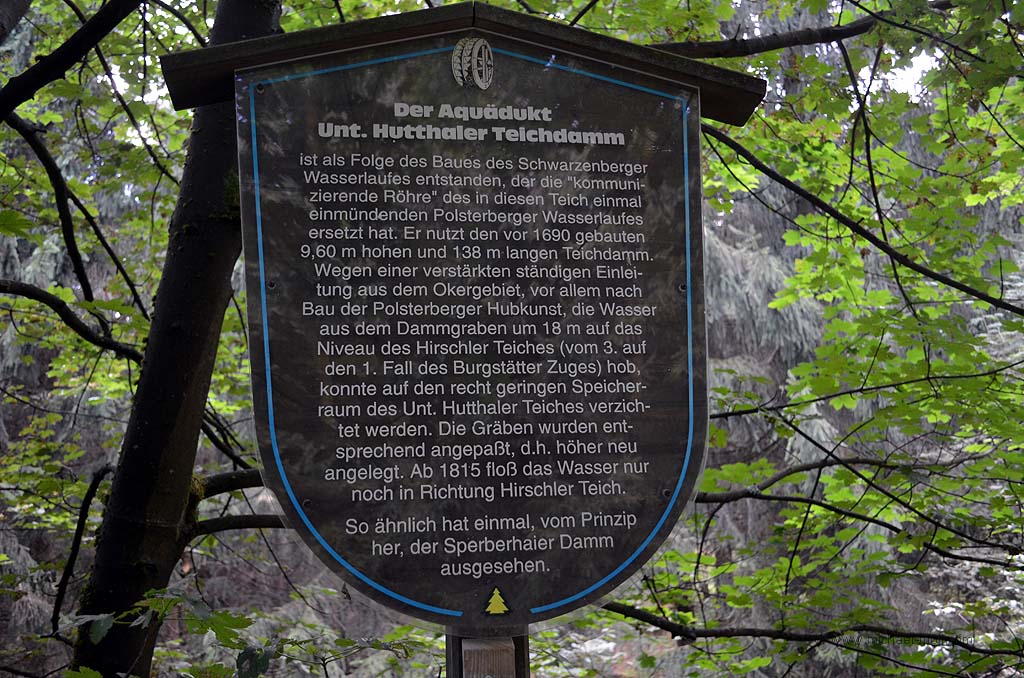 Der Aquädukt
Unt. Hutthaler Teichdamm
ist als Folge des Baues des Schwarzenberger
Wasserlaufes entstanden, der die "kommuni-
zierende Röhre" des in diesen Teich einmal
einmündenden Polsterberger Wasserlaufes
ersetzt hat. Er nutzt den vor 1690 gebauten
9,60 m hohen und 138 m langen Teichdamm.
Wegen einer verstärkten ständigen Einlei-
tung aus dem Okergebiet, vor allem nach
Bau der Polsterberger Hubkunst, die Wasser
aus dem Dammgraben um 18 m auf das
Niveau des Hirschler Teiches (vom 3. auf
den 1. Fall des Burgstätter Zuges) hob,
konnte auf den recht geringen Speicher-
raum des Unt. Hutthaler Teiches verzich-
tet werden. Die Gräben wurden ent-
sprechend angepaßt, d.h. höher neu
angelegt. Ab 1815 floß das Wasser nur
noch in Richtung Hirschler Teich.
So ähnlich hat einmal, vom Prinzip
her, der Sperberhaier Damm
ausgesehen.